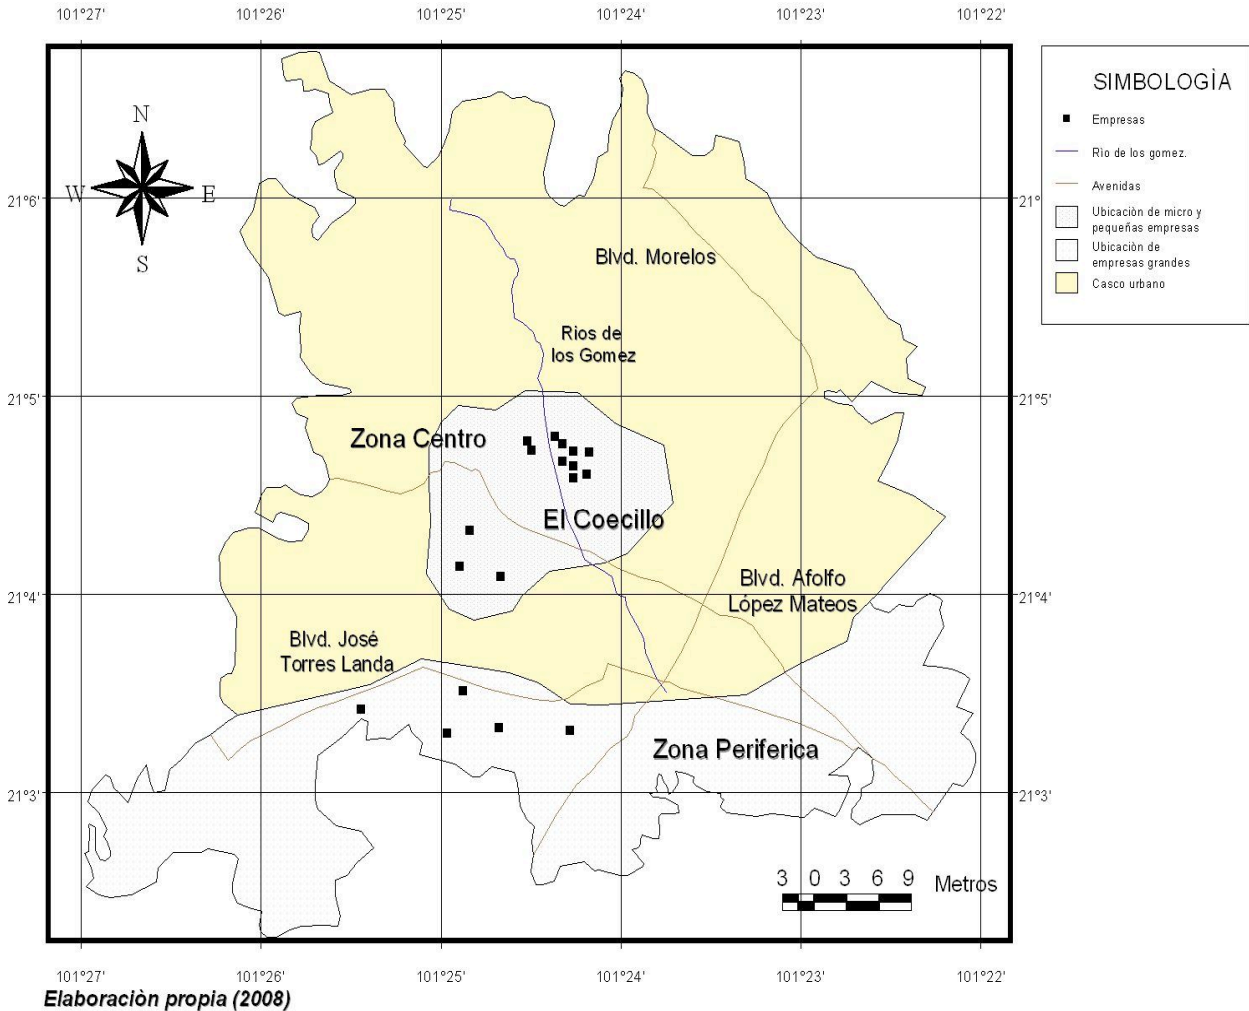 101°27' 101°26' 101°25' 101°24' 101°23' 101°22'
SIMBOLOGÌA
Empresas
Rìo de los gomez.
Avenidas
Ubicaciòn de micro y
pequeñas empresas
Ubicaciòn de
empresas grandes
Casco urbano
N
W E
S
21°6' 21°
Blvd. Morelos
Rios de
los Gomez
21°5' 21°5'
Zona Centro
El Coecillo
Blvd. Afolfo
López Mateos
21°4' 21°4'
Blvd. José
Torres Landa
Zona Periferica
21°3' 21°3'
3 0 3 6 9 Metros
101°27' 101°26' 101°25' 101°24' 101°23' 101°22'
Elaboraciòn propia (2008)